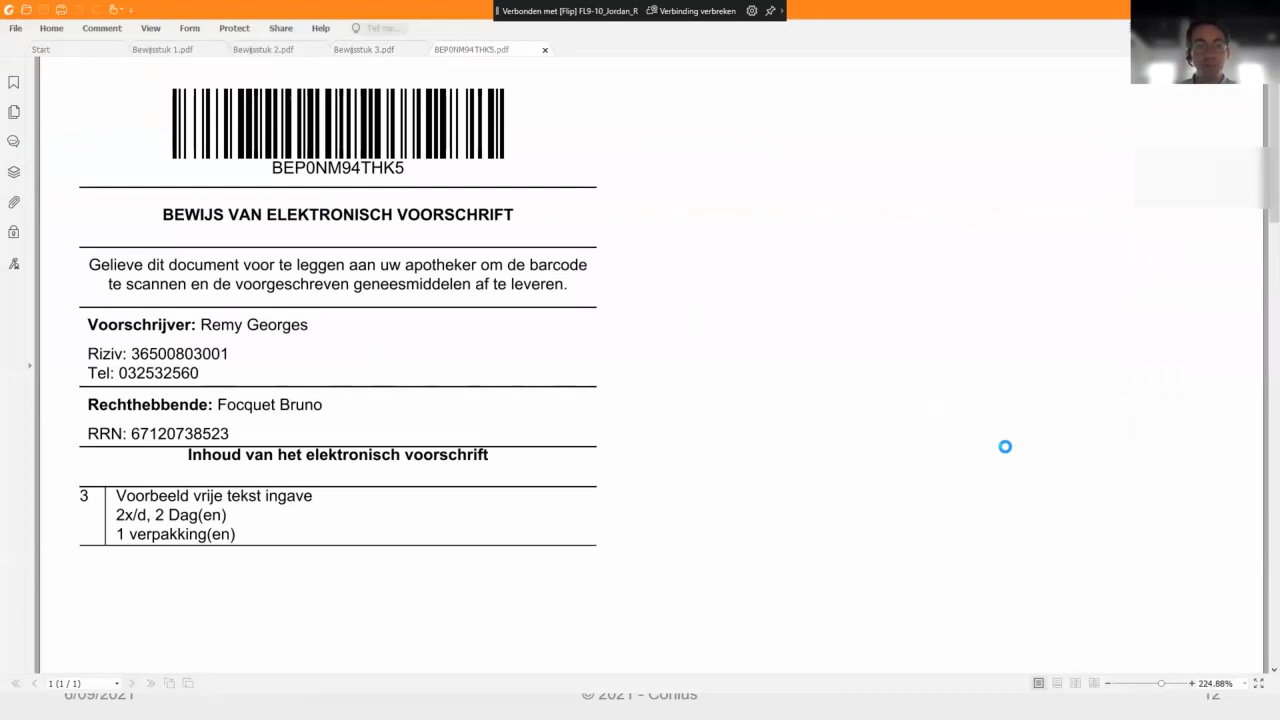 Verbonden met [Flip] FL9-10_Jordan_R
Verbinding verbreken
File Home Comment View Form Protect Share Help Tell me...
Start Bewijsstuk 1.pdf Bewijsstuk 2.pdf Bewijsstuk 3.pdf BEP0NM94THK5.pdf
BEP0NM94THK5
BEWIJS VAN ELEKTRONISCH VOORSCHRIFT
Gelieve dit document voor te leggen aan uw apotheker om de barcode
te scannen en de voorgeschreven geneesmiddelen af te leveren.
Voorschrijver: Remy Georges
Riziv: 36500803001
Tel: 032532560
Rechthebbende: Focquet Bruno
RRN: 67120738523
Inhoud van het elektronisch voorschrift
3 Voorbeeld vrije tekst ingave
2x/d, 2 Dag(en)
1 verpakking(en)
1 (1 / 1)
224.88%
6/09/2021 © 2021 - Corilus 12